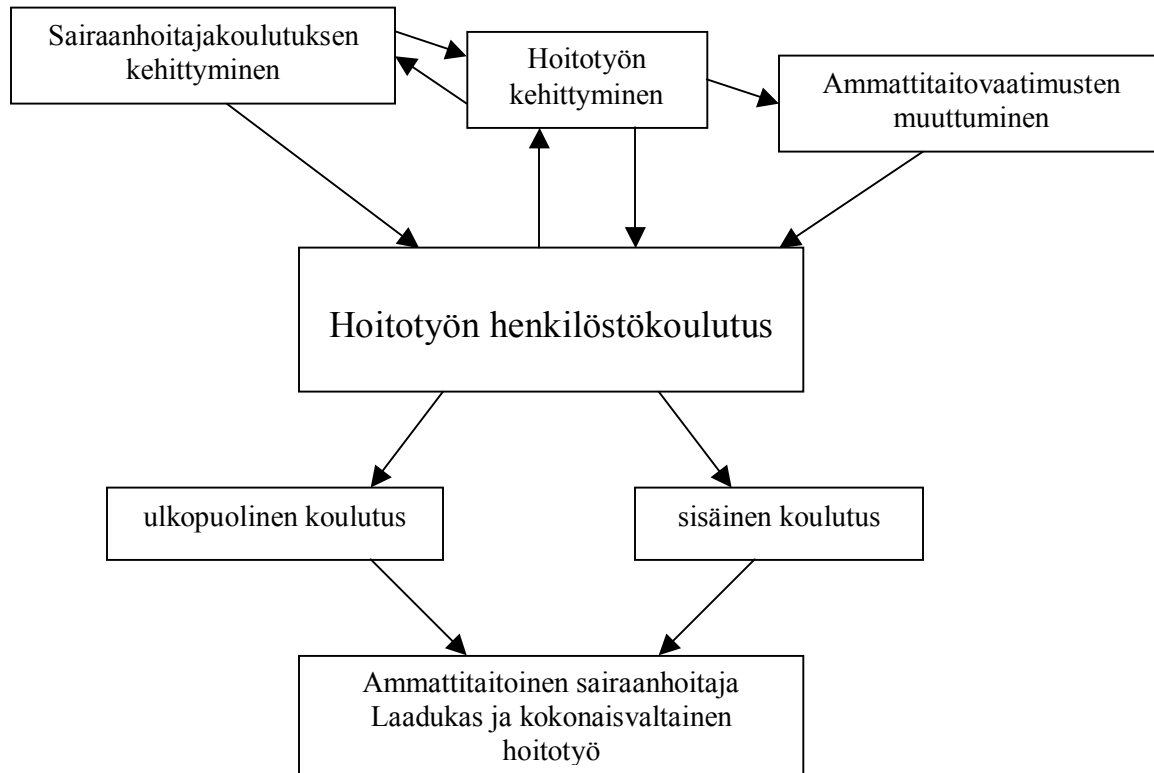 Sairaanhoitajakoulutuksen
kehittyminen
Hoitotyön
kehittyminen
Ammattitaitovaatimusten
muuttuminen
Hoitotyön henkilöstökoulutus
ulkopuolinen koulutus
sisäinen koulutus
Ammattitaitoinen sairaanhoitaja
Laadukas ja kokonaisvaltainen
hoitotyö